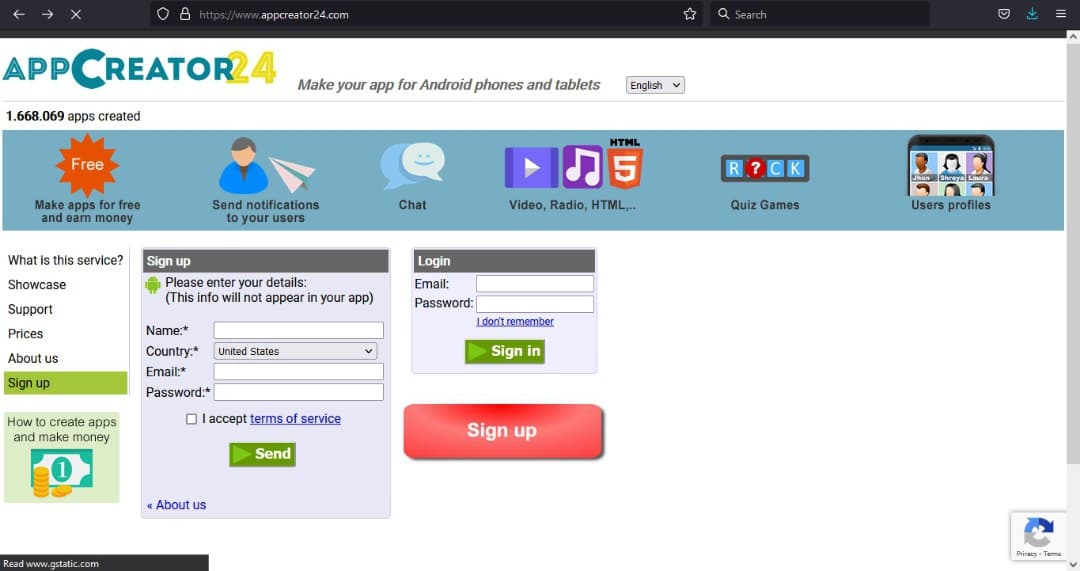 https://www.appcreator24.com
Search
APPCREATOR24
Make your app for Android phones and tablets
English
1.668.069 apps created
Free
Make apps for free
and earn money
Send notifications
to your users
Chat
HTML
5
Video, Radio, HTML,..
R ? C K
Quiz Games
Jhon Shreya Laura
Users profiles
What is this service?
Showcase
Support
Prices
About us
Sign up
How to create apps
and make money
1
Sign up
Please enter your details:
(This info will not appear in your app)
Name:*
Country:* United States
Email:*
Password:*
I accept terms of service
Send
« About us
Login
Email:
Password:
I don't remember
Sign in
Sign up
Privacy - Terms
Read www.gstatic.com